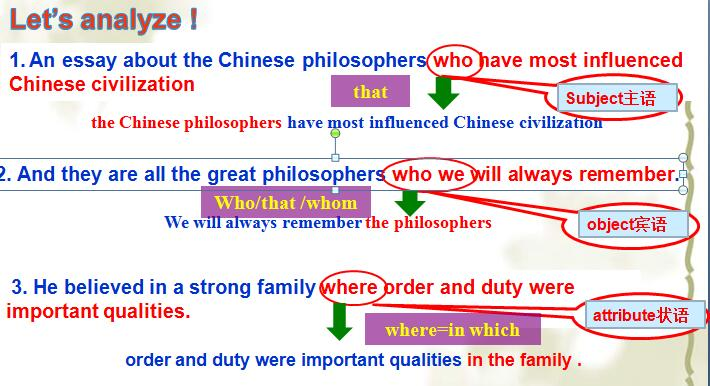 Let's analyze !
1. An essay about the Chinese philosophers who have most influenced
Chinese civilization
that
Subject主语
the Chinese philosophers have most influenced Chinese civilization
2. And they are all the great philosophers who we will always remember.
Who/that /whom
We will always remember the philosophers
object宾语
3. He believed in a strong family where order and duty were
important qualities.
attribute状语
where=in which
order and duty were important qualities in the family .